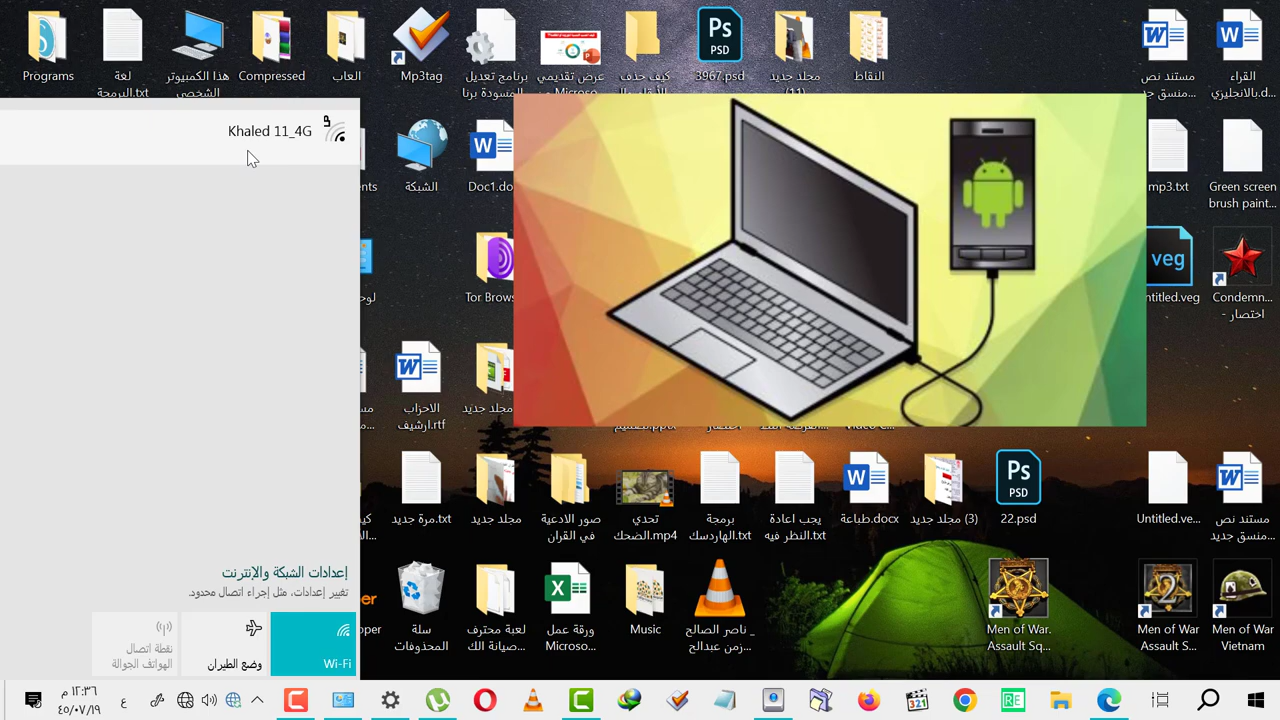 Programs
لغة
البرمجة.txt
هذا الكمبيوتر
الشخصي
Compressed
العاب
Mp3tag
برنامج تعديل
المسودة برنا
عرض تقديمي
كيف حذف
Ps
PSD
3967.psd
مجلد جديد
(11)
النقاط
مستند نص
منسق جد...
القراء
بالانجليزي.d...
Khaled 11_4G
الشبكة
Doc1.do
mp3.txt
Green screen
brush paint...
Tor Brows
veg
ntitled.veg
Condemn...
اختصار -
الاحزاب
ارشيف.rtf
مجلد جديد
مرة جديد.txt
مجلد جديد
صور الادعية
في القران
تحدي
الضحك.mp4
برمجة
الهاردسك.txt
يجب اعادة
النظر فيه.txt
طباعة.docx
مجلد جديد (3)
Ps
PSD
22.psd
Untitled.ve...
مستند نص
منسق جديد...
إعدادات الشبكة والإنترنت
تغيير إعدادات، مثل إجراء اتصال محدود.
نقطة اتصال
الهواتف الجوالة
وضع الطيران
Wi-Fi
سلة
المحذوفات
لعبة محترف
صيانة الك...
ورقة عمل
Microso...
Music
ناصر الصالح _
زمن عبدالح...
Men of War.
Assault Sq...
Men of War
Assault S...
Men of War
Vietnam
١٢:٣٦ م
ع